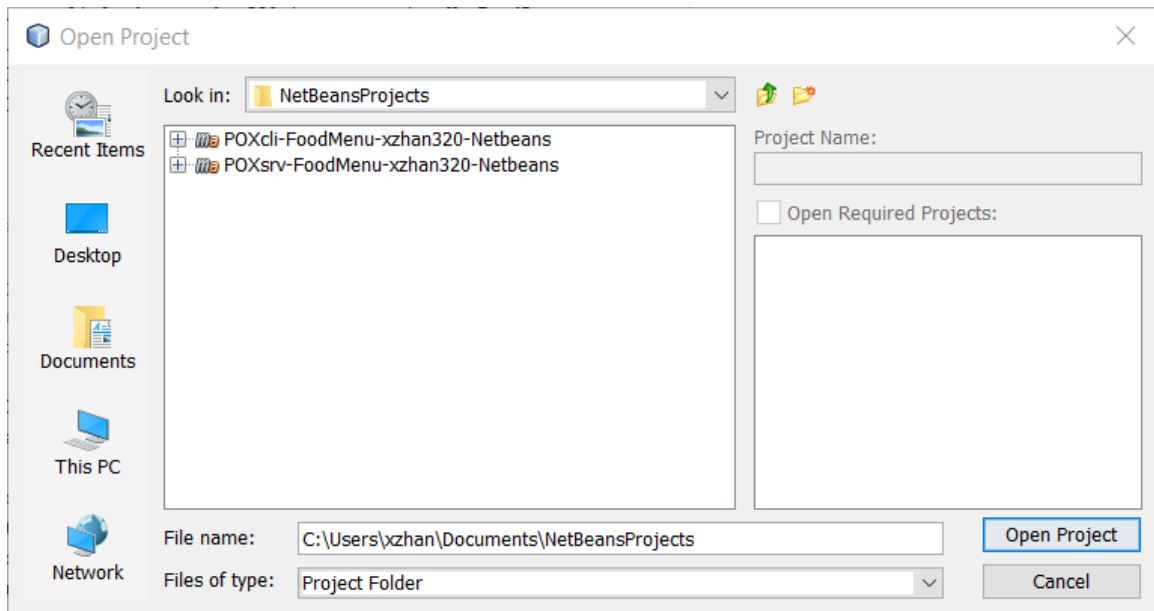 Open Project
Look in:
NetBeansProjects
Recent Items
Desktop
Documents
This PC
Network
POXcli-FoodMenu-xzhan320-Netbeans
POXsrv-FoodMenu-xzhan320-Netbeans
Project Name:
Open Required Projects:
File name:
C:\Users\xzhan\Documents\NetBeansProjects
Open Project
Files of type:
Project Folder
Cancel